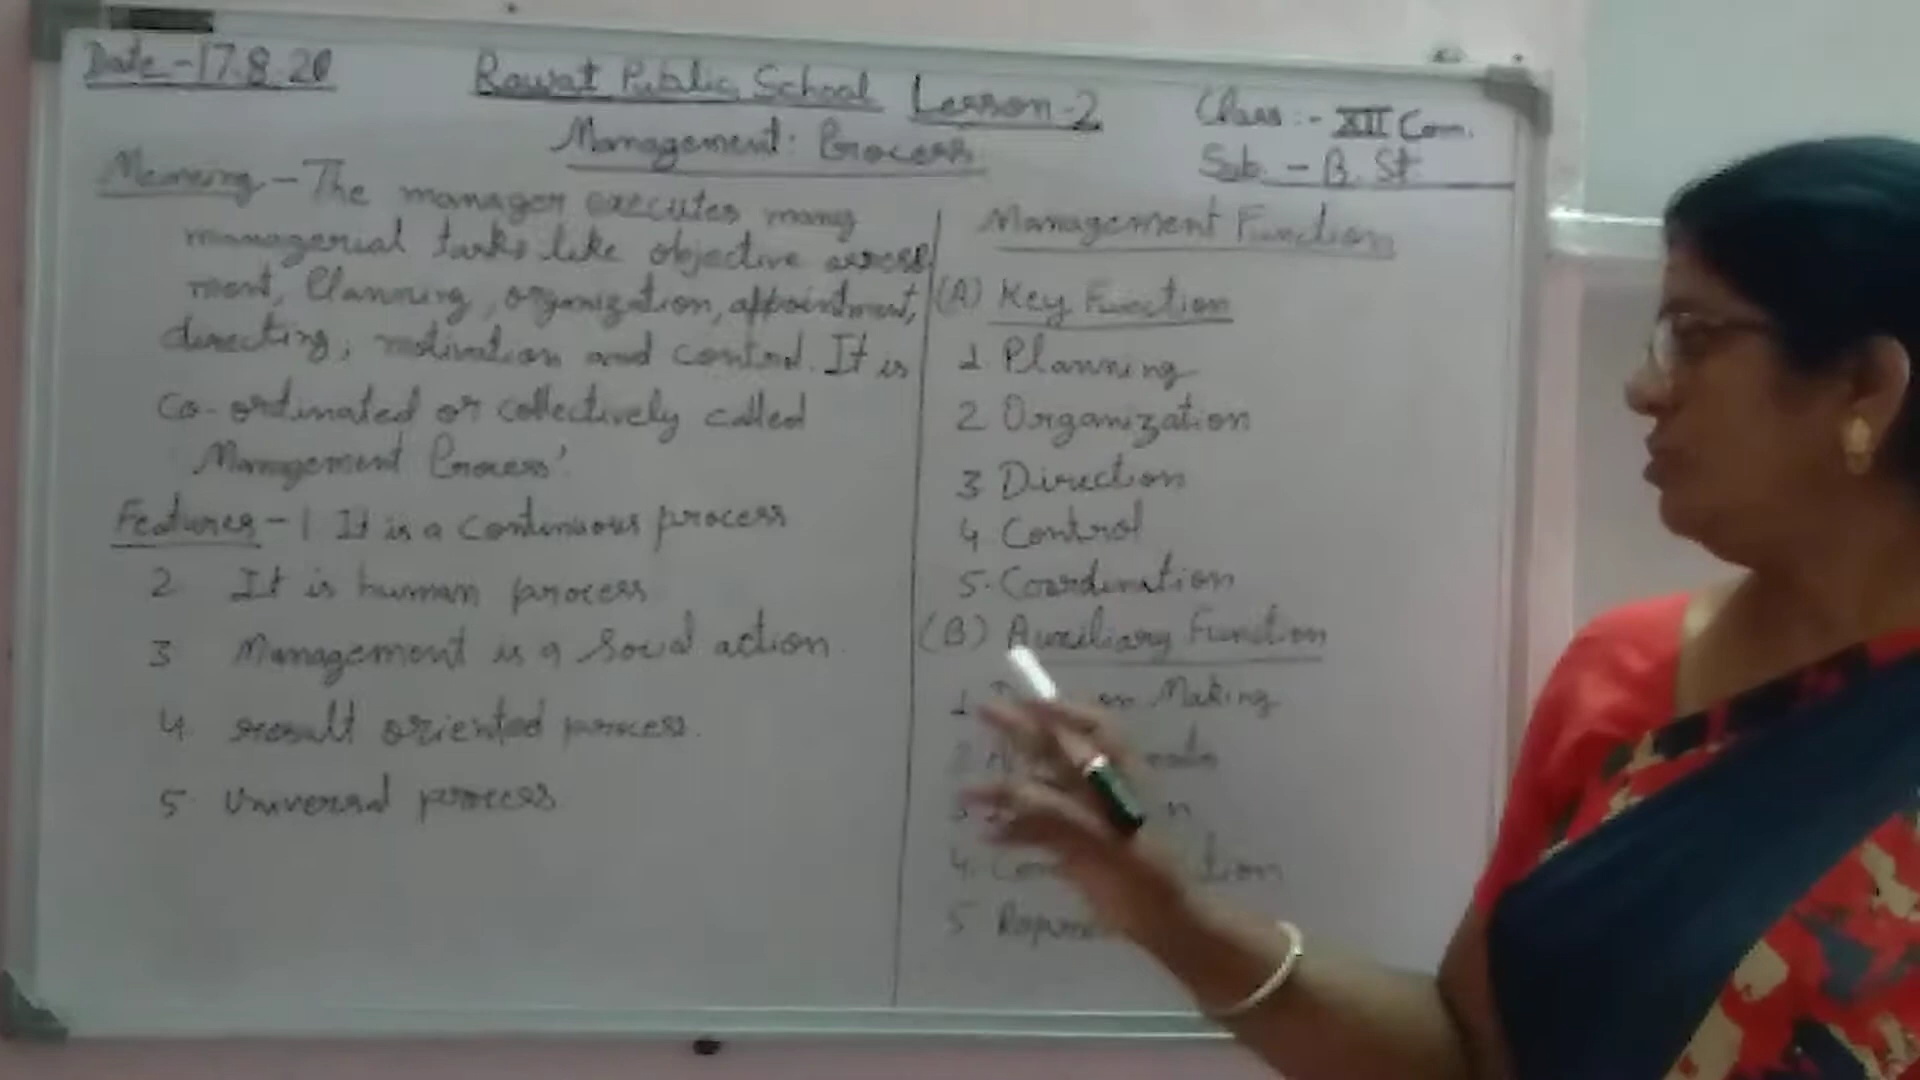 Date - 17.8.20
Rawat Public School Lesson-2
Class :- XII Com.
Management: Process
Sub. - B. St.
Meaning - The manager executes many
managerial tasks like objective assess
ment, Planning, organization, appointment,
directing, motivation and control. It is
co-ordinated or collectively called
Management Process'
Features - 1. It is a continuous process
2 It is human process
3 Management is a Social action.
4. result oriented process.
5. Universal process
Management Function
(A) Key Function
1 Planning
2 Organization
3 Direction
4 Control
5. Coordination
(B) Auxiliary Function
1 Making
2
3
4.
5